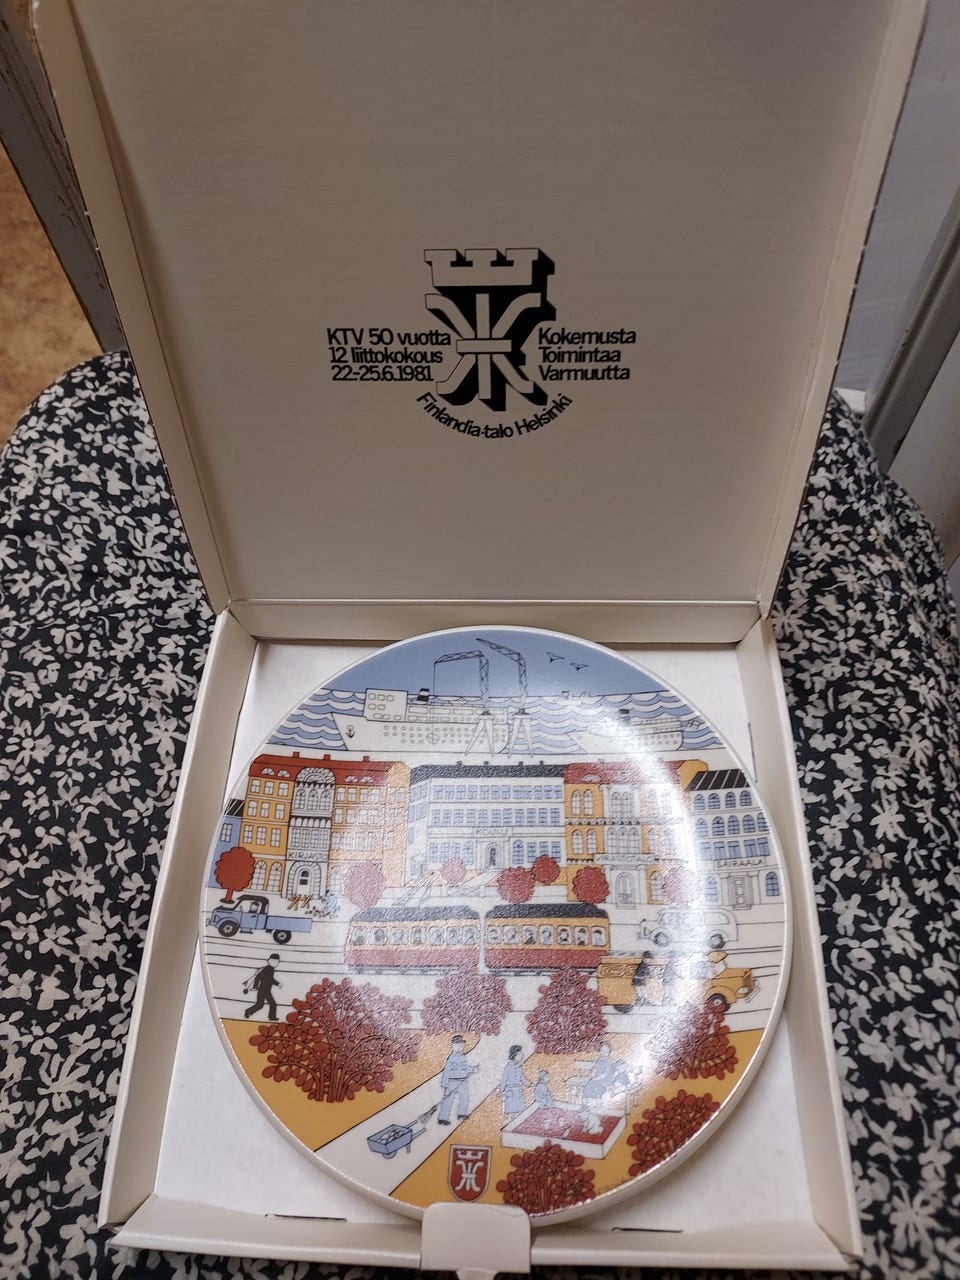 KTV 50 vuotta
12 liittokokous
22-25.6.1981
Kokemusta
Toimintaa
Varmuutta
Finlandia-talo Helsinki
KIRJASTO
KOULU
SAIRAALA